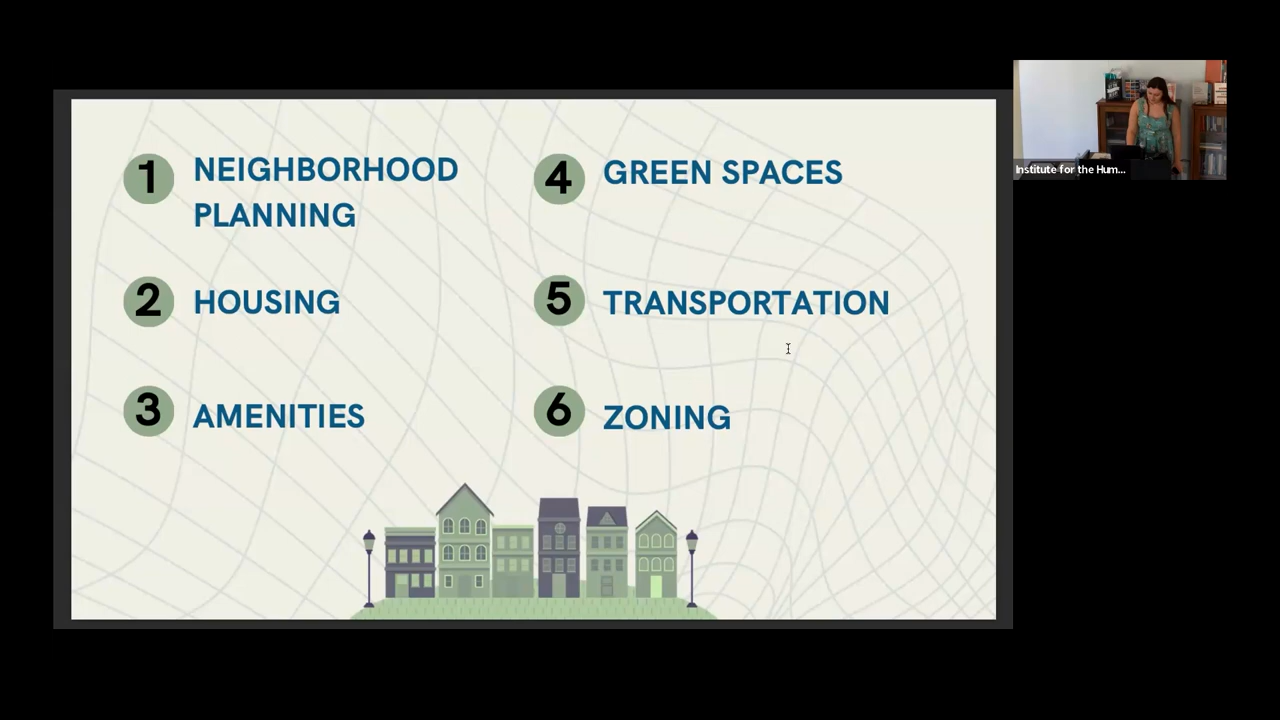 1
NEIGHBORHOOD
PLANNING
2
HOUSING
3
AMENITIES
4
GREEN SPACES
5
TRANSPORTATION
6
ZONING
Institute for the Hum...